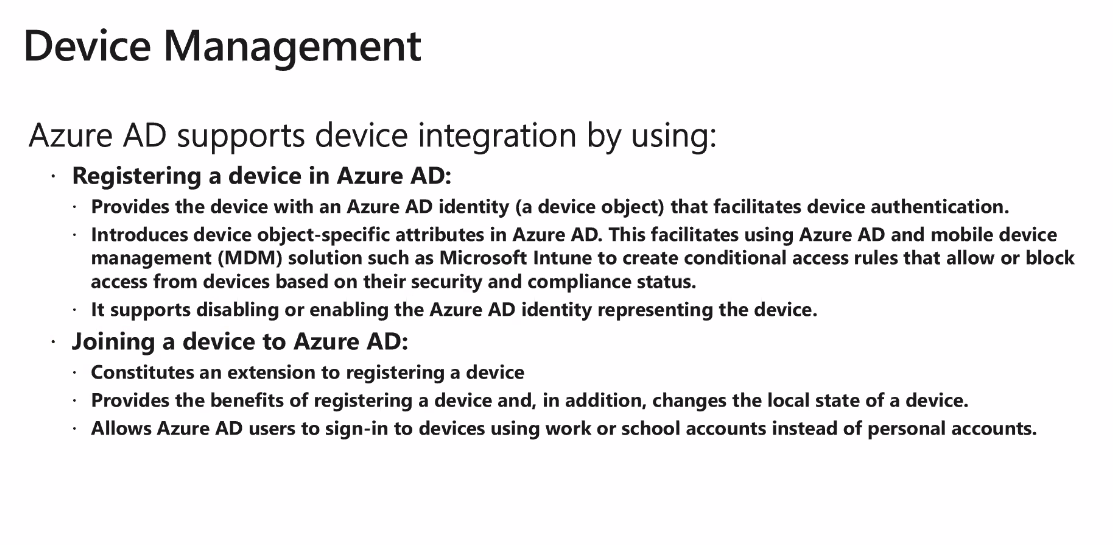 Device Management
Azure AD supports device integration by using:
· Registering a device in Azure AD:
· Provides the device with an Azure AD identity (a device object) that facilitates device authentication.
· Introduces device object-specific attributes in Azure AD. This facilitates using Azure AD and mobile device
management (MDM) solution such as Microsoft Intune to create conditional access rules that allow or block
access from devices based on their security and compliance status.
· It supports disabling or enabling the Azure AD identity representing the device.
· Joining a device to Azure AD:
· Constitutes an extension to registering a device
· Provides the benefits of registering a device and, in addition, changes the local state of a device.
· Allows Azure AD users to sign-in to devices using work or school accounts instead of personal accounts.